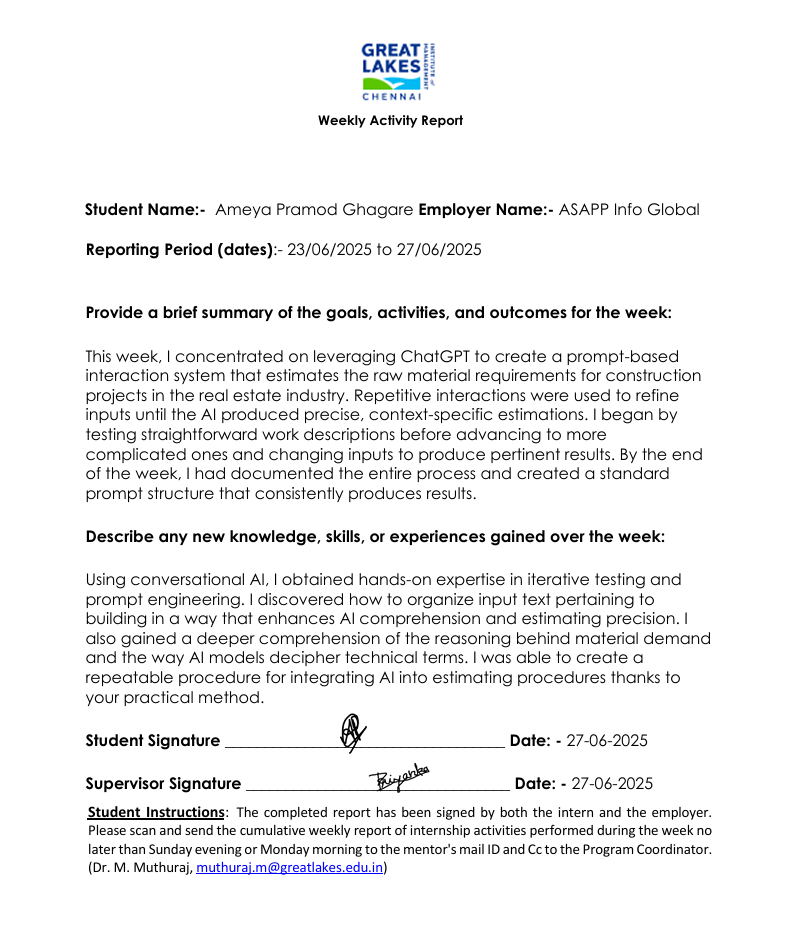 GREAT
LAKES
INSTITUTE of
MANAGEMENT
CHENNAI
Weekly Activity Report
Student Name:- Ameya Pramod Ghagare Employer Name:- ASAPP Info Global
Reporting Period (dates):- 23/06/2025 to 27/06/2025
Provide a brief summary of the goals, activities, and outcomes for the week:
This week, I concentrated on leveraging ChatGPT to create a prompt-based
interaction system that estimates the raw material requirements for construction
projects in the real estate industry. Repetitive interactions were used to refine
inputs until the AI produced precise, context-specific estimations. I began by
testing straightforward work descriptions before advancing to more
complicated ones and changing inputs to produce pertinent results. By the end
of the week, I had documented the entire process and created a standard
prompt structure that consistently produces results.
Describe any new knowledge, skills, or experiences gained over the week:
Using conversational AI, I obtained hands-on expertise in iterative testing and
prompt engineering. I discovered how to organize input text pertaining to
building in a way that enhances AI comprehension and estimating precision. I
also gained a deeper comprehension of the reasoning behind material demand
and the way AI models decipher technical terms. I was able to create a
repeatable procedure for integrating AI into estimating procedures thanks to
your practical method.
Student Signature ________________ Date: - 27-06-2025
Supervisor Signature ________________ Priyanka Date: - 27-06-2025
Student Instructions: The completed report has been signed by both the intern and the employer.
Please scan and send the cumulative weekly report of internship activities performed during the week no
later than Sunday evening or Monday morning to the mentor's mail ID and Cc to the Program Coordinator.
(Dr. M. Muthuraj, muthuraj.m@greatlakes.edu.in)